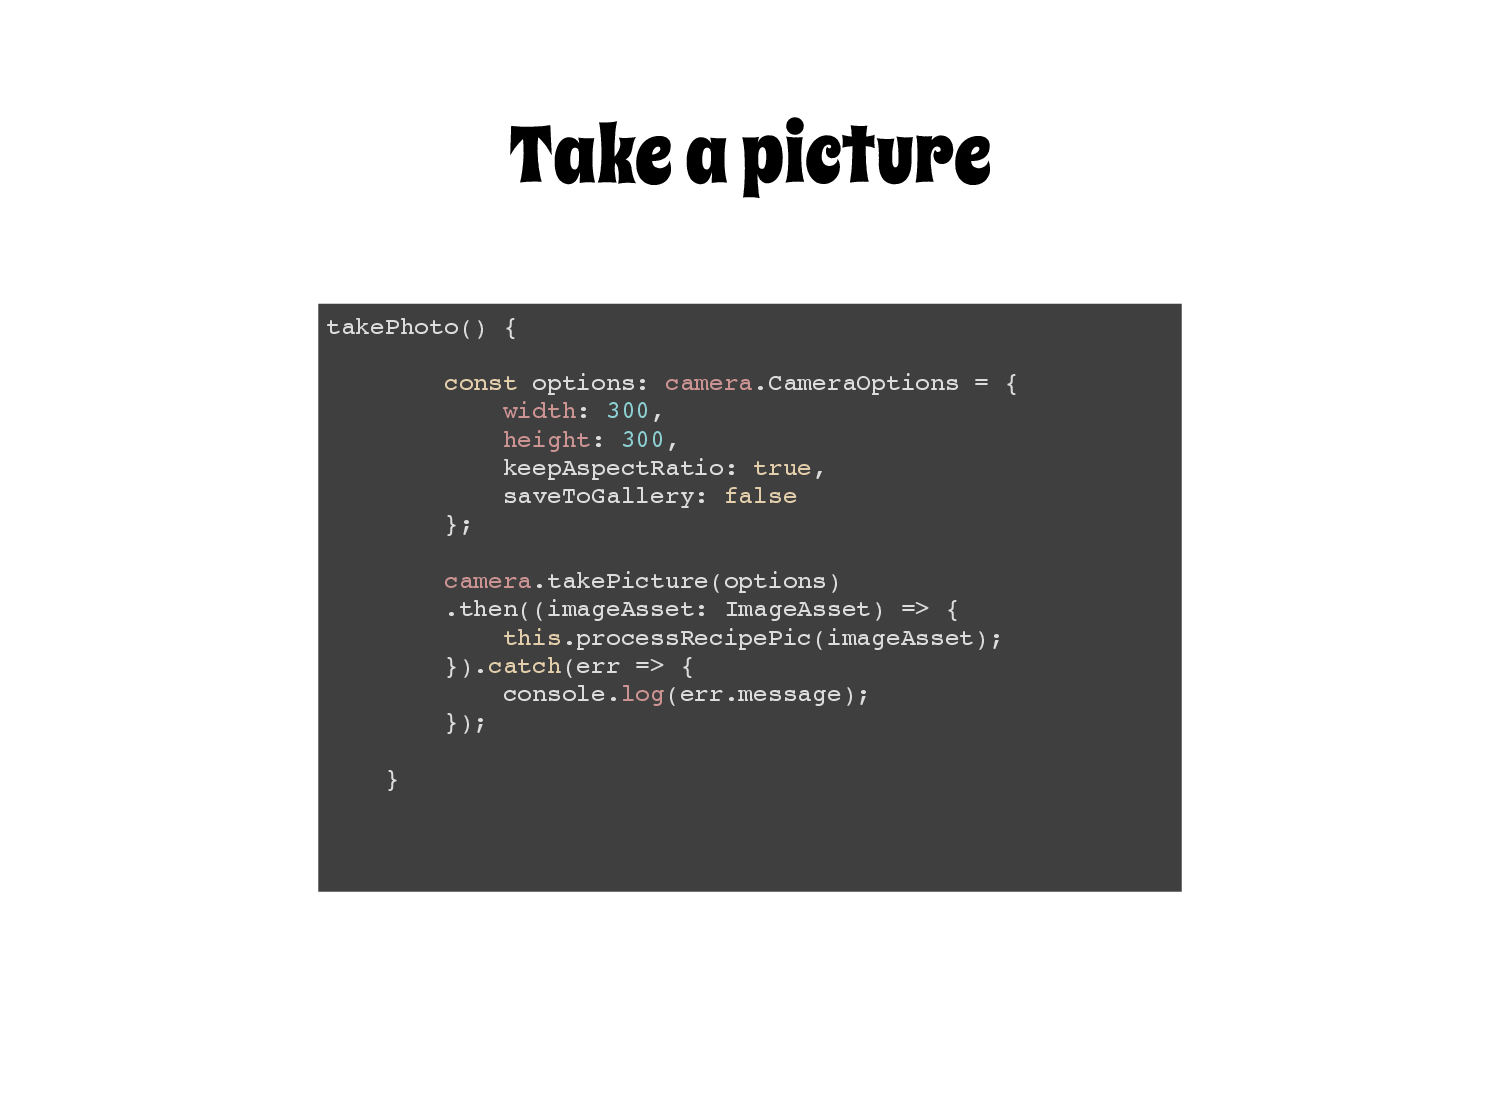 Take a picture
takePhoto() {
const options: camera.CameraOptions = {
width: 300,
height: 300,
keepAspectRatio: true,
saveToGallery: false
};
camera.takePicture(options)
.then((imageAsset: ImageAsset) => {
this.processRecipePic(imageAsset);
}).catch(err => {
console.log(err.message);
});
}